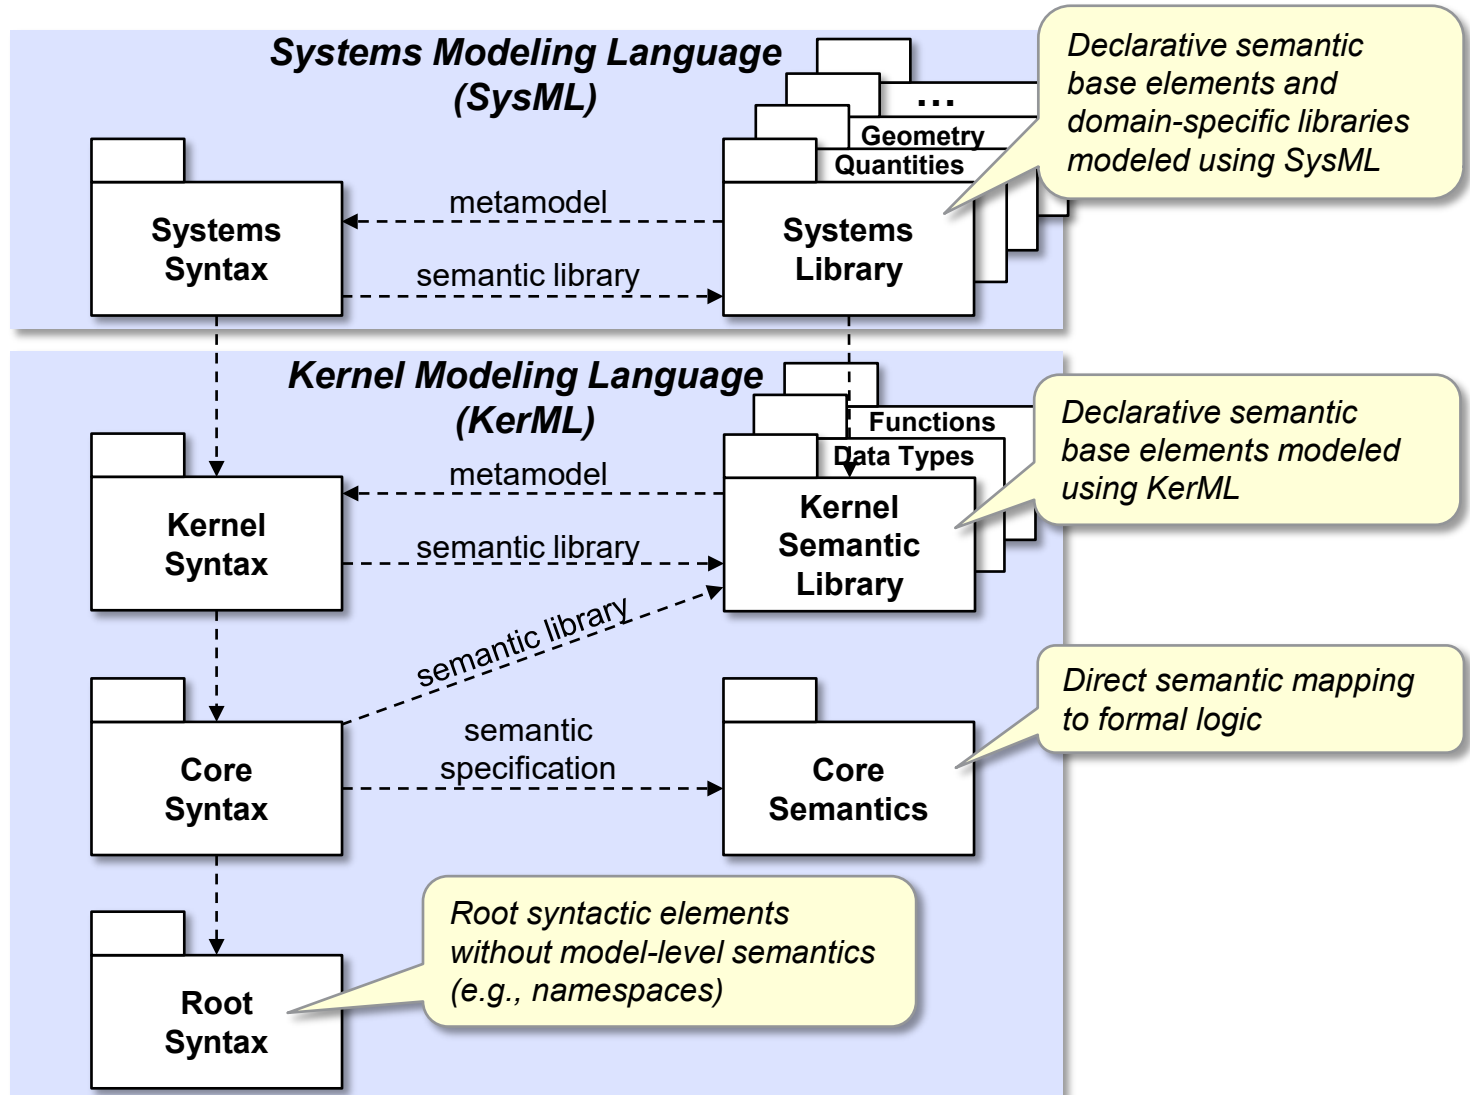 Systems Modeling Language
(SysML)
...
Geometry
Quantities
Declarative semantic
base elements and
domain-specific libraries
modeled using SysML
Systems
Syntax
metamodel
semantic library
Systems
Library
Kernel Modeling Language
(KerML)
Functions
Data Types
Declarative semantic
base elements modeled
using KerML
Kernel
Syntax
metamodel
semantic library
Kernel
Semantic
Library
semantic library
Core
Syntax
semantic
specification
Core
Semantics
Direct semantic mapping
to formal logic
Root
Syntax
Root syntactic elements
without model-level semantics
(e.g., namespaces)